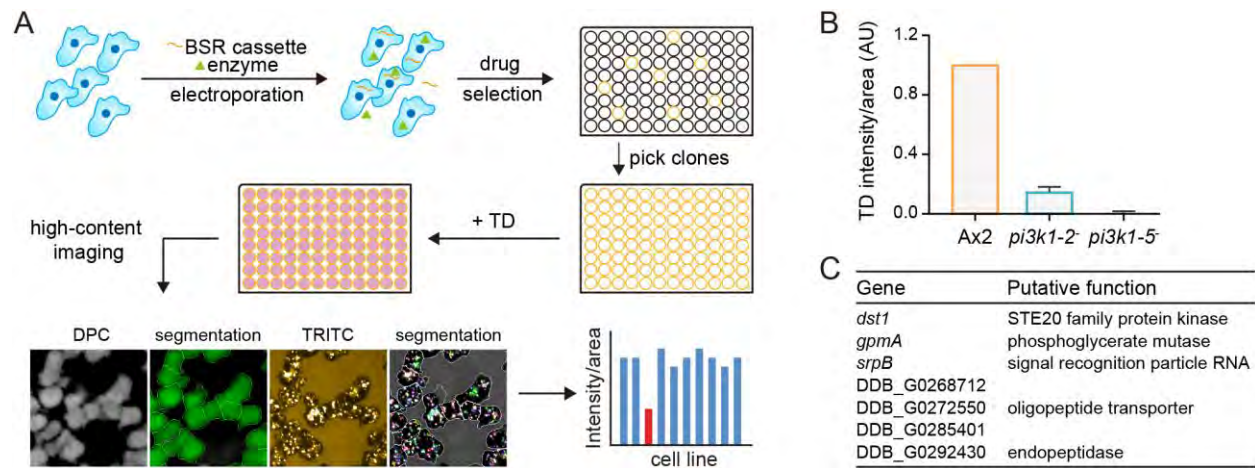 A
BSR cassette
enzyme
electroporation
drug
selection
pick clones
+ TD
high-content
imaging
DPC
segmentation
TRITC
segmentation
Intensity/area
cell line
B
TD intensity/area (AU)
1.2
0.4
0.0
Ax2
pi3k1-2-
pi3k1-5-
C
Gene Putative function
dst1 STE20 family protein kinase
gpmA phosphoglycerate mutase
srpB signal recognition particle RNA
DDB_G0268712
DDB_G0272550 oligopeptide transporter
DDB_G0285401
DDB_G0292430 endopeptidase